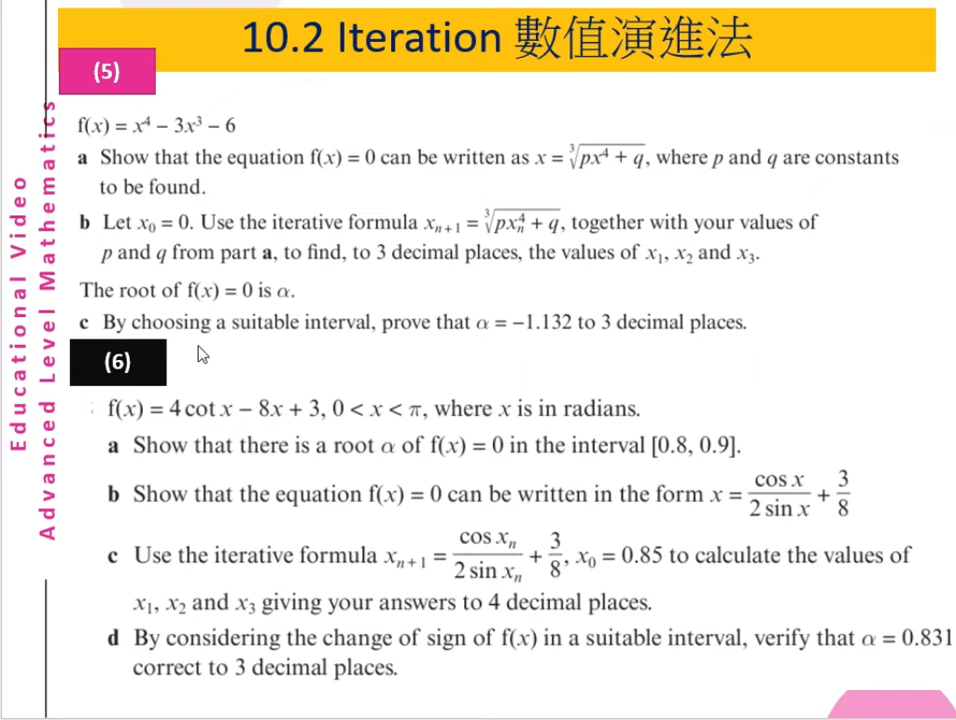 10.2 Iteration 數值演進法
(5)
f(x) = x⁴ – 3x³ – 6
a Show that the equation f(x) = 0 can be written as x = ∛(px⁴ + q), where p and q are constants
to be found.
b Let x₀ = 0. Use the iterative formula xₙ₊₁ = ∛(pxₙ⁴ + q), together with your values of
p and q from part a, to find, to 3 decimal places, the values of x₁, x₂ and x₃.
The root of f(x) = 0 is α.
c By choosing a suitable interval, prove that α = –1.132 to 3 decimal places.
(6)
f(x) = 4 cot x – 8x + 3, 0 < x < π, where x is in radians.
a Show that there is a root α of f(x) = 0 in the interval [0.8, 0.9].
b Show that the equation f(x) = 0 can be written in the form x = cos x / 2 sin x + 3/8
c Use the iterative formula xₙ₊₁ = cos xₙ / 2 sin xₙ + 3/8, x₀ = 0.85 to calculate the values of
x₁, x₂ and x₃ giving your answers to 4 decimal places.
d By considering the change of sign of f(x) in a suitable interval, verify that α = 0.831
correct to 3 decimal places.
Educational Video
Advanced Level Mathematics